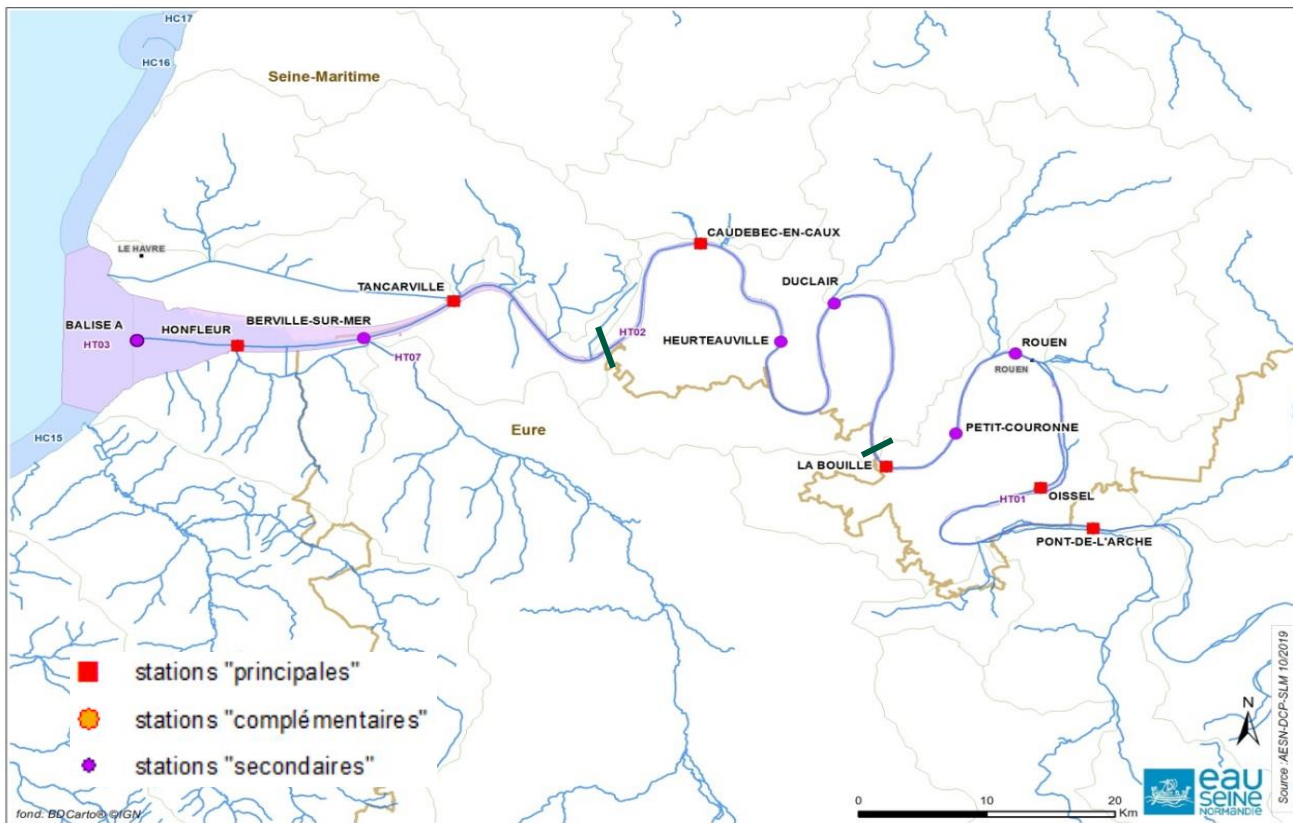 HC17
HC16
Seine-Maritime
CAUDEBEC-EN-CAUX
LE HAVRE
DUCLAIR
TANCARVILLE
BALISE A
HONFLEUR
BERVILLE-SUR-MER
HT02
HEURTEAUVILLE
ROUEN
ROUEN
HT03
HT07
HC15
Eure
PETIT-COURONNE
LA BOUILLE
HT01
OISSEL
PONT-DE-L'ARCHE
stations "principales"
stations "complémentaires"
stations "secondaires"
N
0 10 20
Km
eau
SEINE
NORMANDIE
Source :AESN-DCP-SLM 10/2019
fond: BDCarto® ©IGN